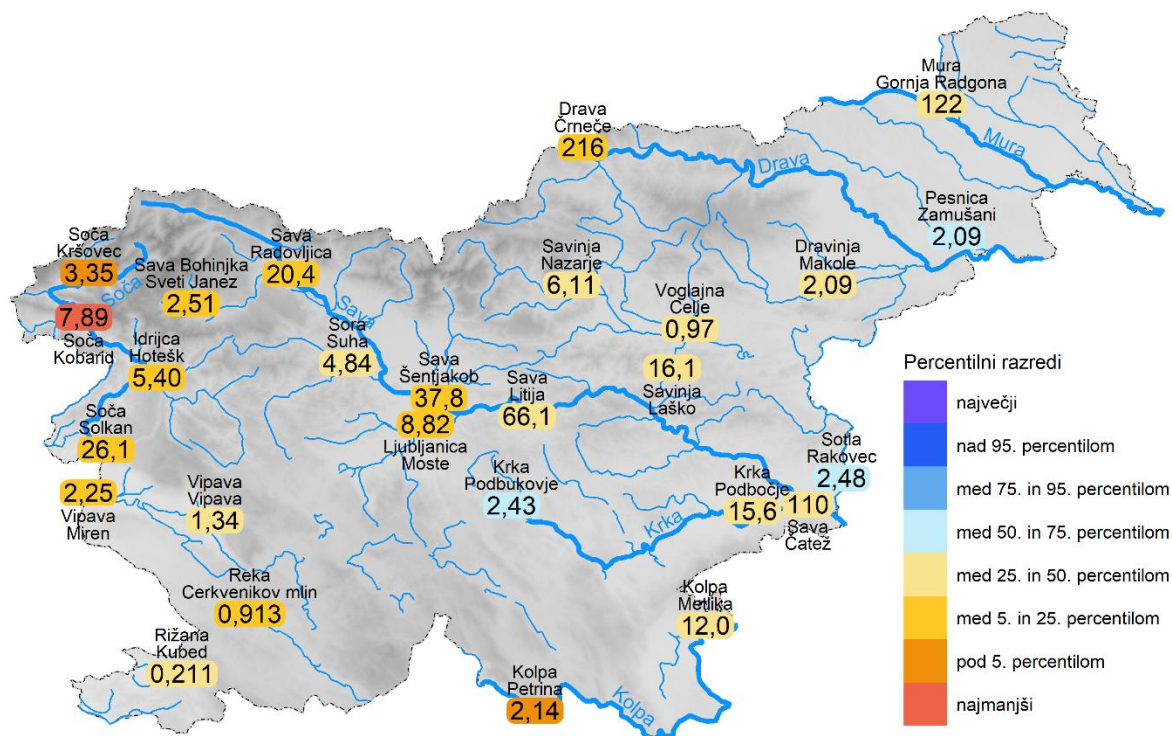 Mura
Gornja Radgona
122
Mura
Drava
Črneče
216
Drava
Pesnica
Zamušani
2,09
Soča
Kršovec
3,35
Soča
Sava Bohinjka
Sveti Janez
2,51
Sava
Radovljica
20,4
Sava
Savinja
Nazarje
6,11
Dravinja
Makole
2,09
Voglajna
Celje
0,97
7,89
Soča
Kobarid
Idrijca
Hotešk
5,40
Sora
Suha
4,84
Sava
Šentjakob
37,8
8,82
Ljubljanica
Moste
Sava
Litija
66,1
16,1
Savinja
Laško
Soča
Solkan
26,1
2,25
Vipava
Miren
Vipava
Vipava
1,34
Krka
Podbukovje
2,43
Krka
Krka
Podbočje
15,6
110
Sava
Čatež
Sotla
Rakovec
2,48
Reka
Cerkvenikov mlin
0,913
Rižana
Kubed
0,211
Kolpa
Metlika
12,0
Kolpa
Petrina
2,14
Kolpa
Percentilni razredi
največji
nad 95. percentilom
med 75. in 95. percentilom
med 50. in 75. percentilom
med 25. in 50. percentilom
med 5. in 25. percentilom
pod 5. percentilom
najmanjši